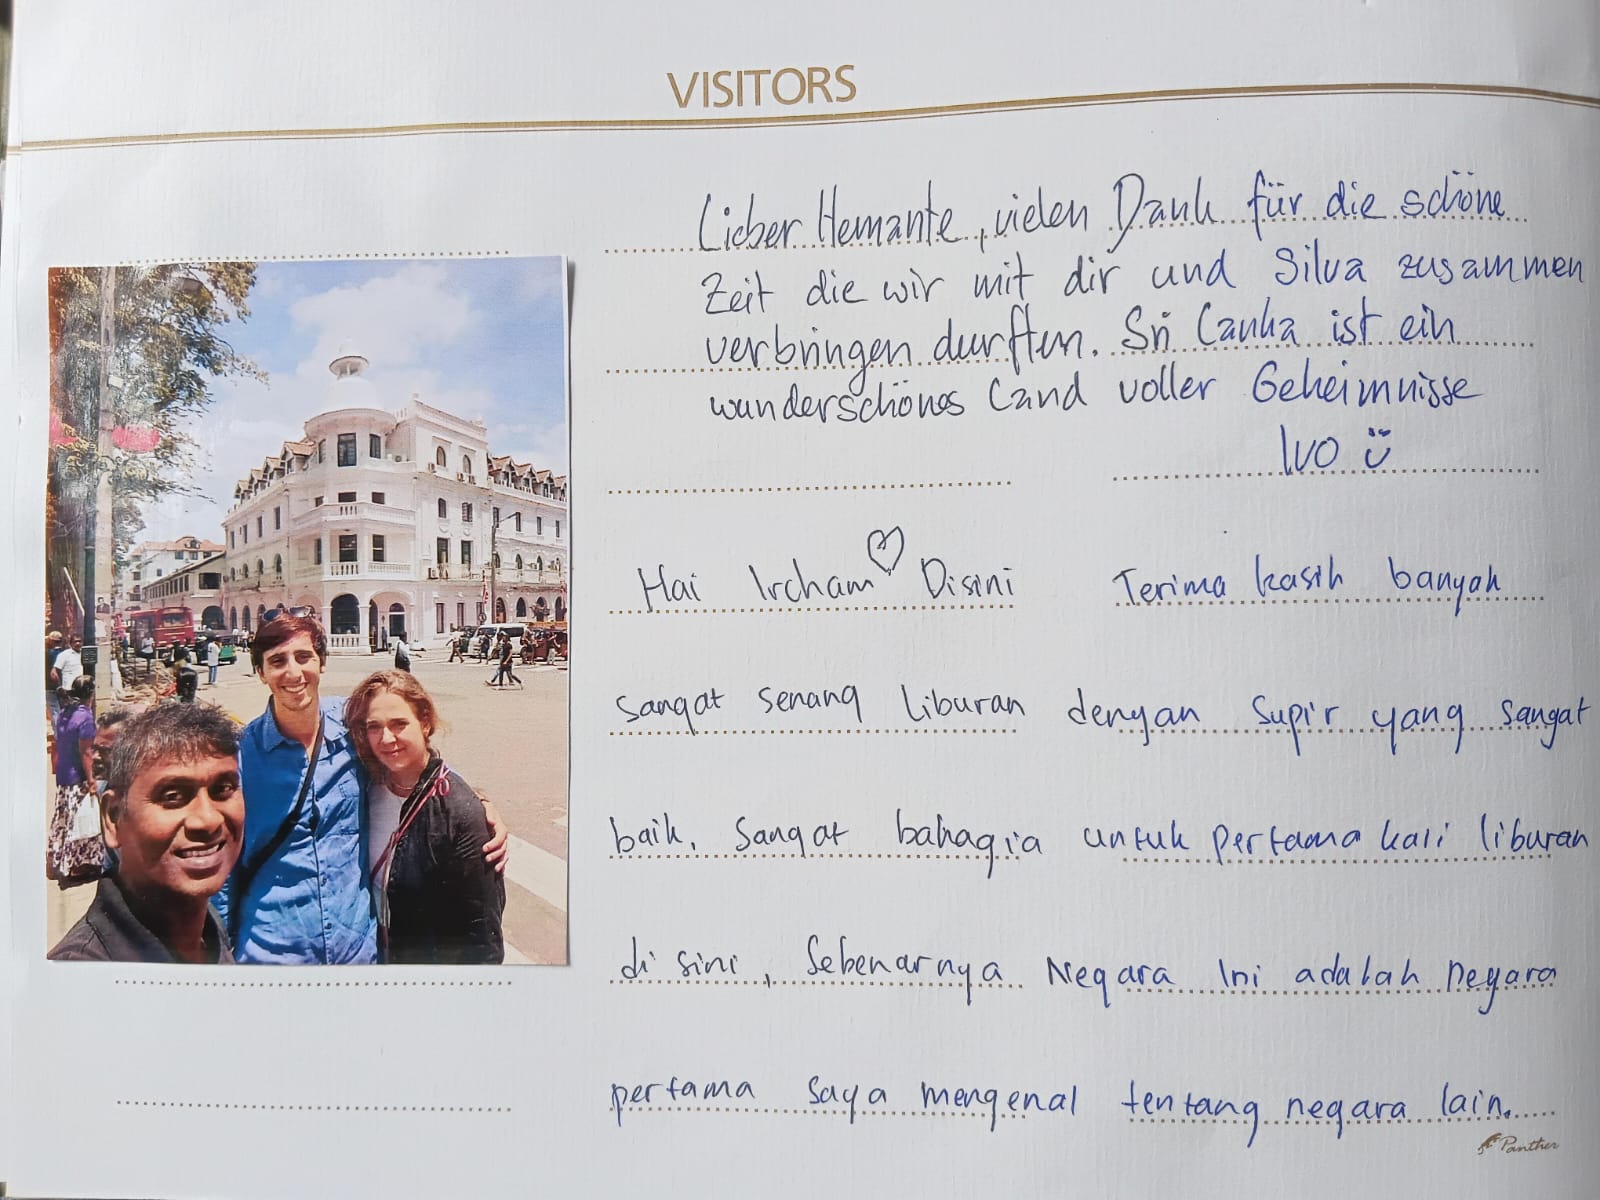 VISITORS
Lieber Hemante, vielen Dank für die schöne
Zeit die wir mit dir und Silva zusammen
verbringen durften. Sri Lanka ist ein
wunderschönes Land voller Geheimnisse
Ivo
Hai Ircham Disini Terima kasih banyak
Sangat senang liburan dengan supir yang sangat
baik. Sangat bahagia untuk pertama kali liburan
di sini, Sebenarnya Negara Ini adalah negara
pertama saya mengenal tentang negara lain.
Panther